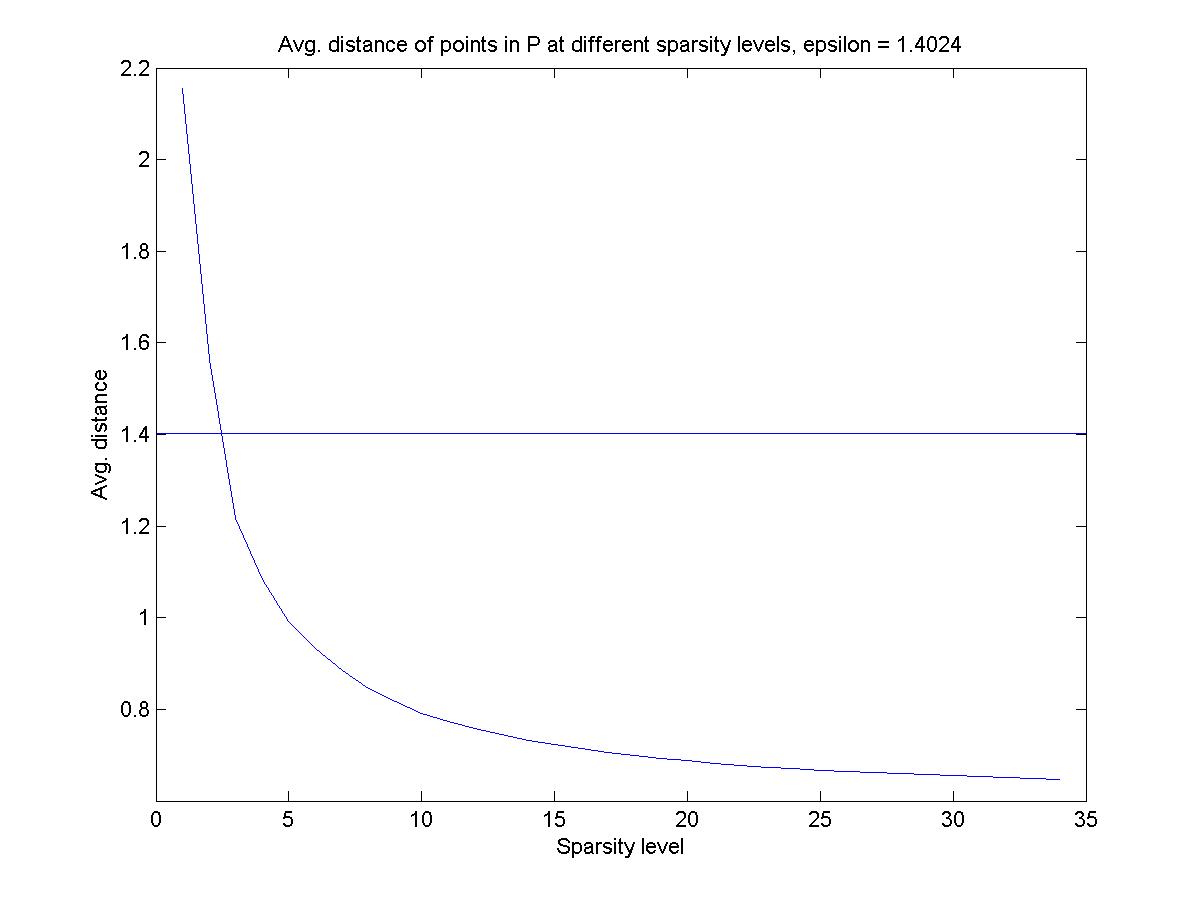 Avg. distance of points in P at different sparsity levels, epsilon = 1.4024
2.2
2
1.8
1.6
1.4
1.2
1
0.8
Avg. distance
0 5 10 15 20 25 30 35
Sparsity level